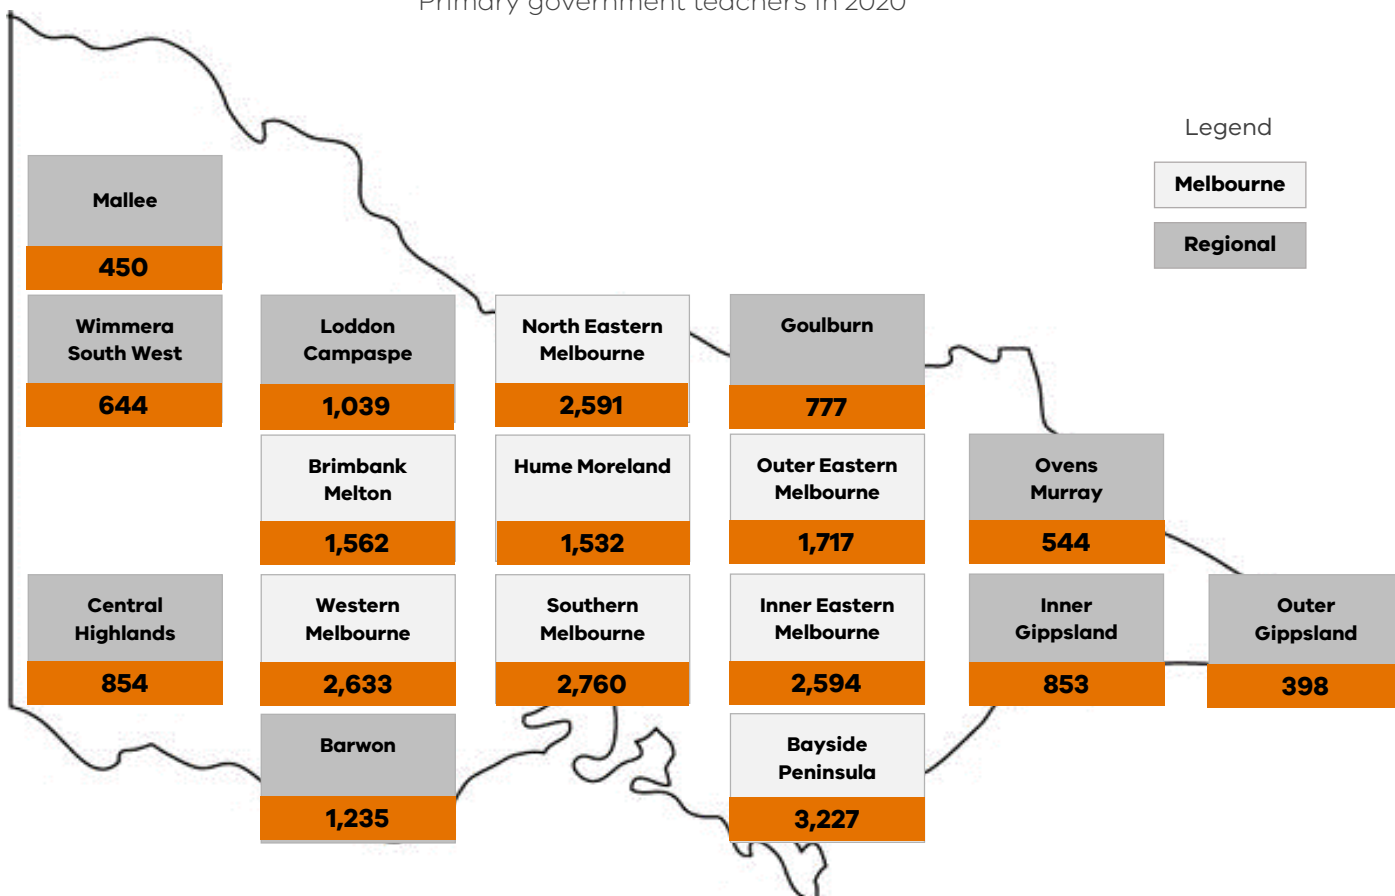 Primary government teachers in 2020
Legend
Melbourne
Regional
Mallee
450
Wimmera
South West
644
Loddon
Campaspe
1,039
North Eastern
Melbourne
2,591
Goulburn
777
Brimbank
Melton
1,562
Hume Moreland
1,532
Outer Eastern
Melbourne
1,717
Ovens
Murray
544
Central
Highlands
854
Western
Melbourne
2,633
Southern
Melbourne
2,760
Inner Eastern
Melbourne
2,594
Inner
Gippsland
853
Outer
Gippsland
398
Barwon
1,235
Bayside
Peninsula
3,227